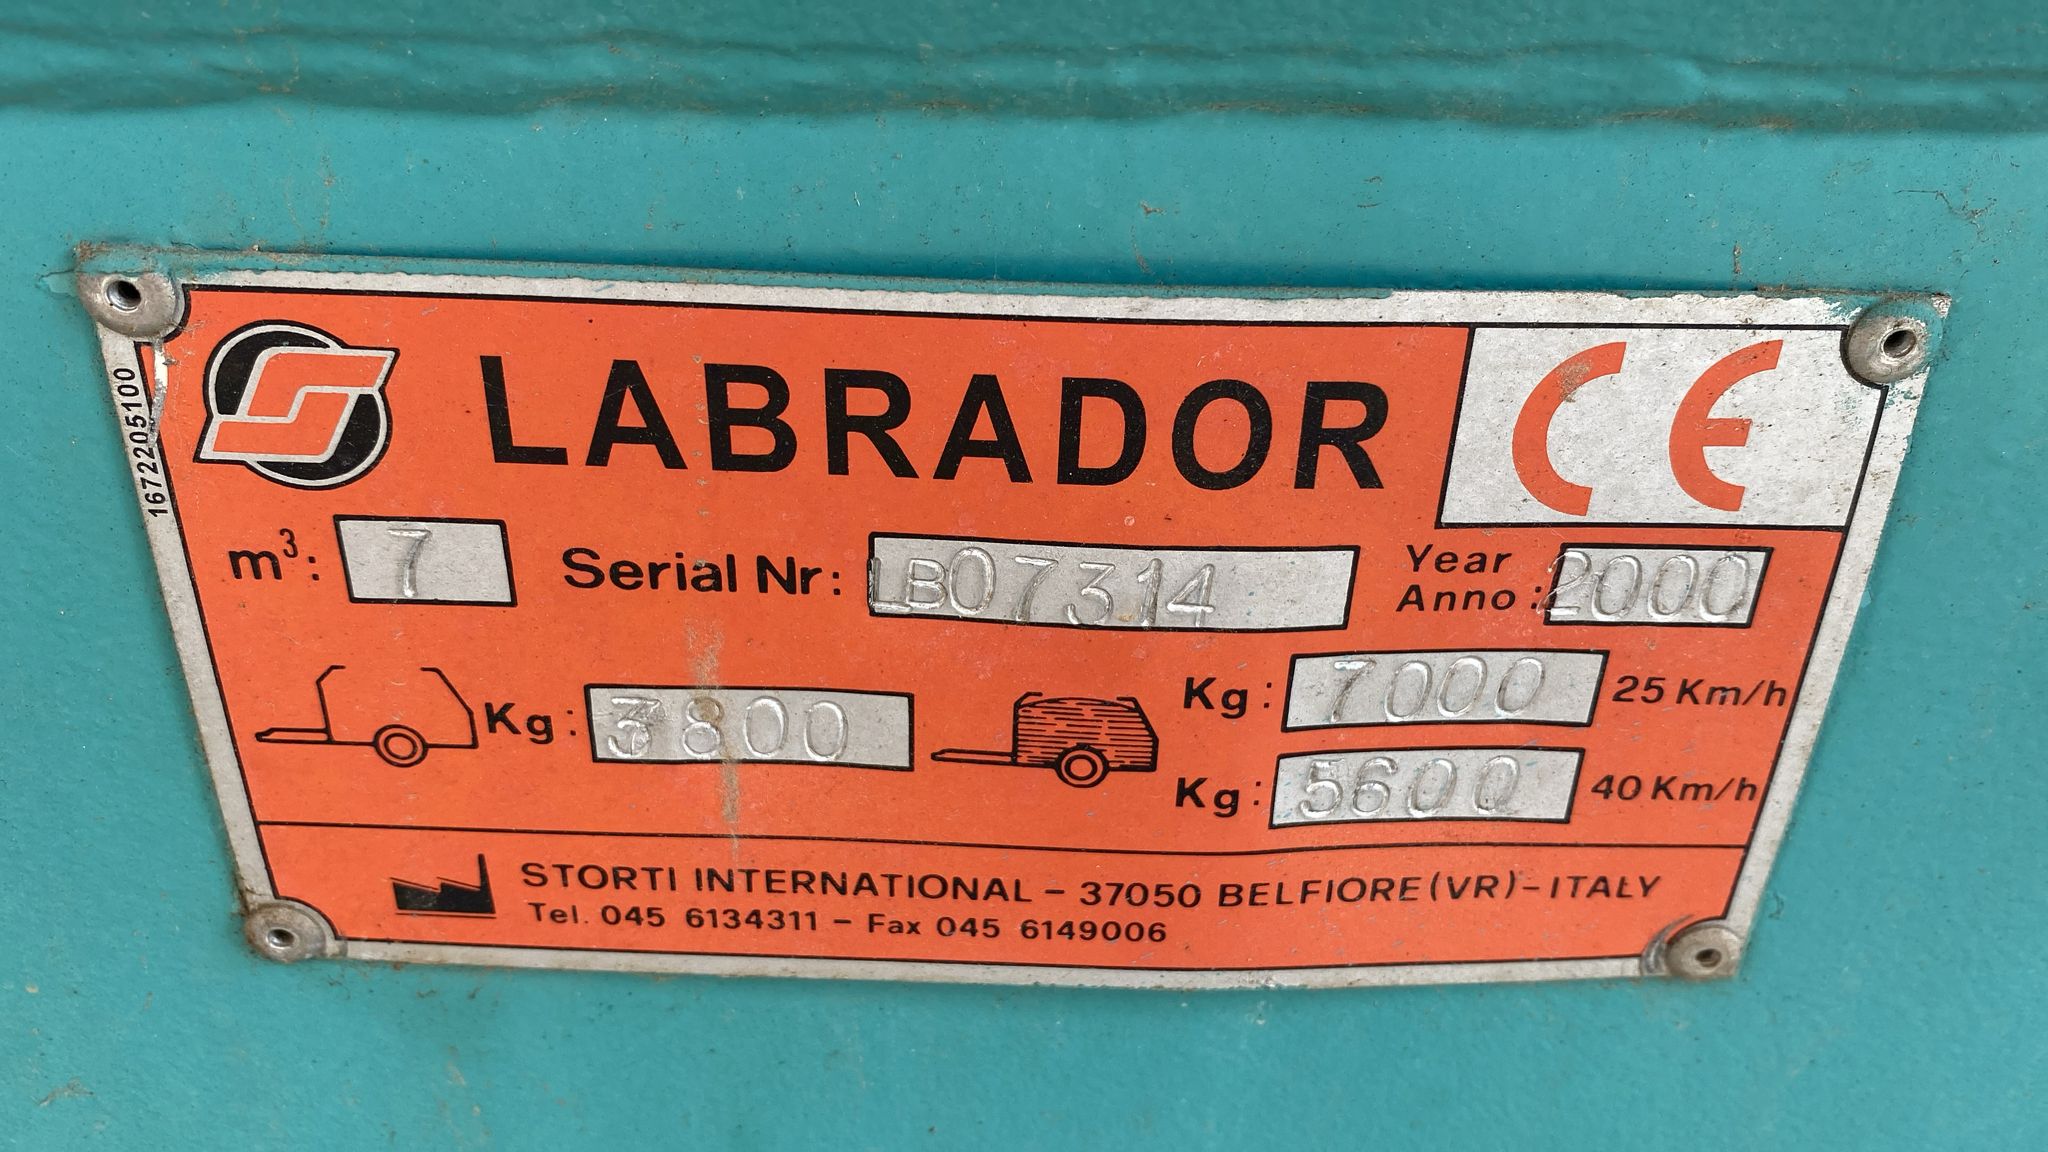 LABRADOR
CE
1672205100
m³: 7 Serial Nr: LB07314 Year 2000
Anno:
Kg: 3800 Kg: 7000 25 Km/h
Kg: 5600 40 Km/h
STORTI INTERNATIONAL - 37050 BELFIORE (VR) - ITALY
Tel. 045 6134311 - Fax 045 6149006